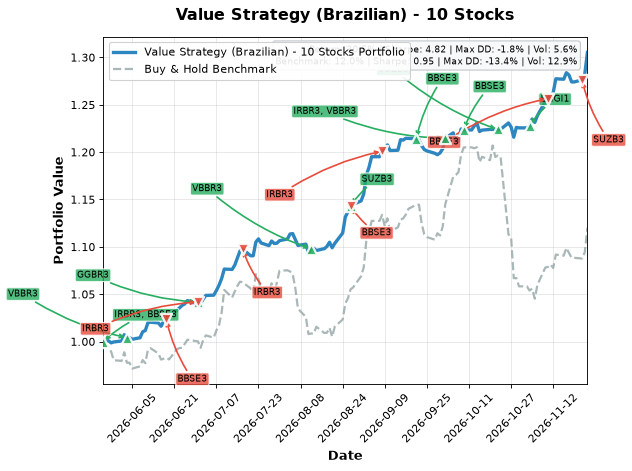 Value Strategy (Brazilian) - 10 Stocks
Value Strategy (Brazilian) - 10 Stocks Portfolio
Buy & Hold Benchmark
4.82 | Max DD: -1.8% | Vol: 5.6%
Benchmark: 12.0% | Sharpe: 0.95 | Max DD: -13.4% | Vol: 12.9%
1.30
1.25
1.20
1.15
1.10
1.05
1.00
Portfolio Value
BBSE3
BBSE3
IRBR3, VBBR3
SUZB3
SUZB3
VBBR3
IRBR3
BBSE3
GGBR3
IRBR3
VBBR3
IRBR3, BBSE3
IRBR3
BBSE3
2026-06-05
2026-06-21
2026-07-07
2026-07-23
2026-08-08
2026-08-24
2026-09-09
2026-09-25
2026-10-11
2026-10-27
2026-11-12
Date